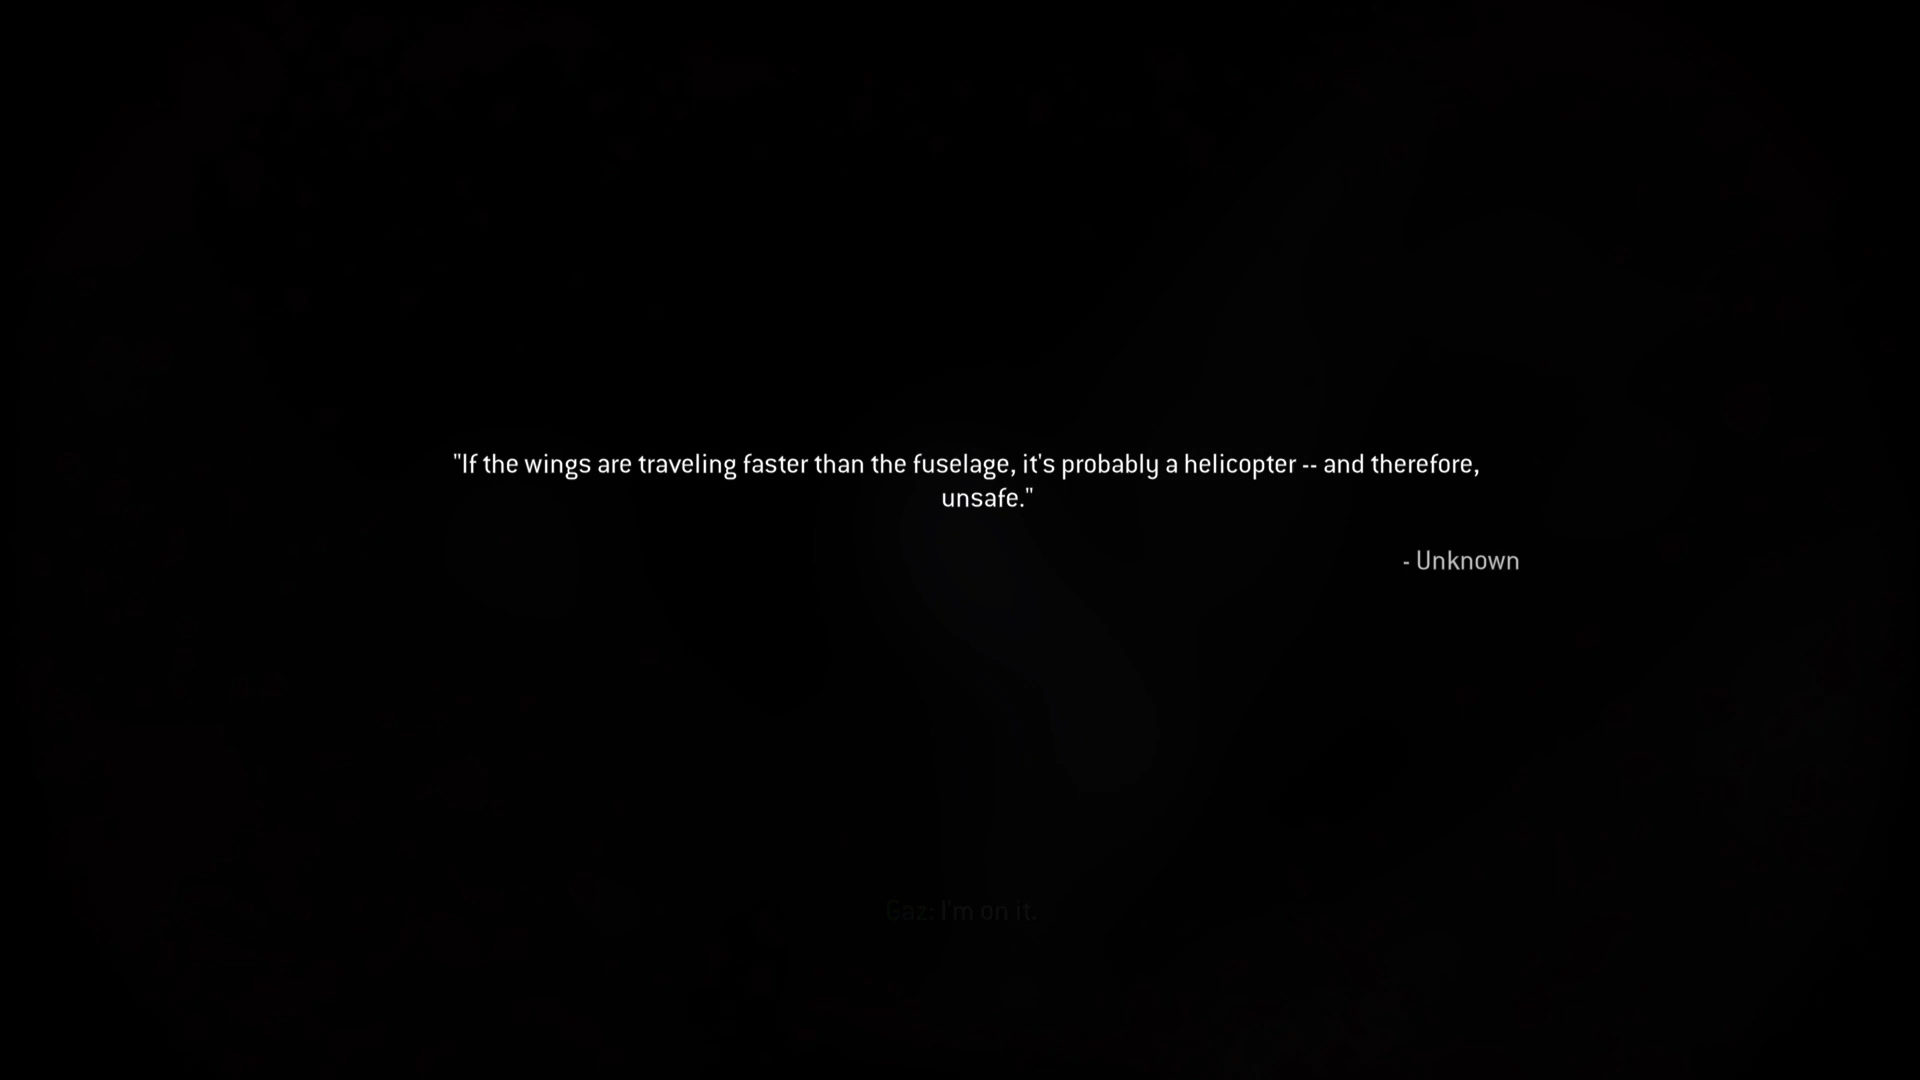 "If the wings are traveling faster than the fuselage, it's probably a helicopter -- and therefore,
unsafe."
- Unknown
Gaz: I'm on it.